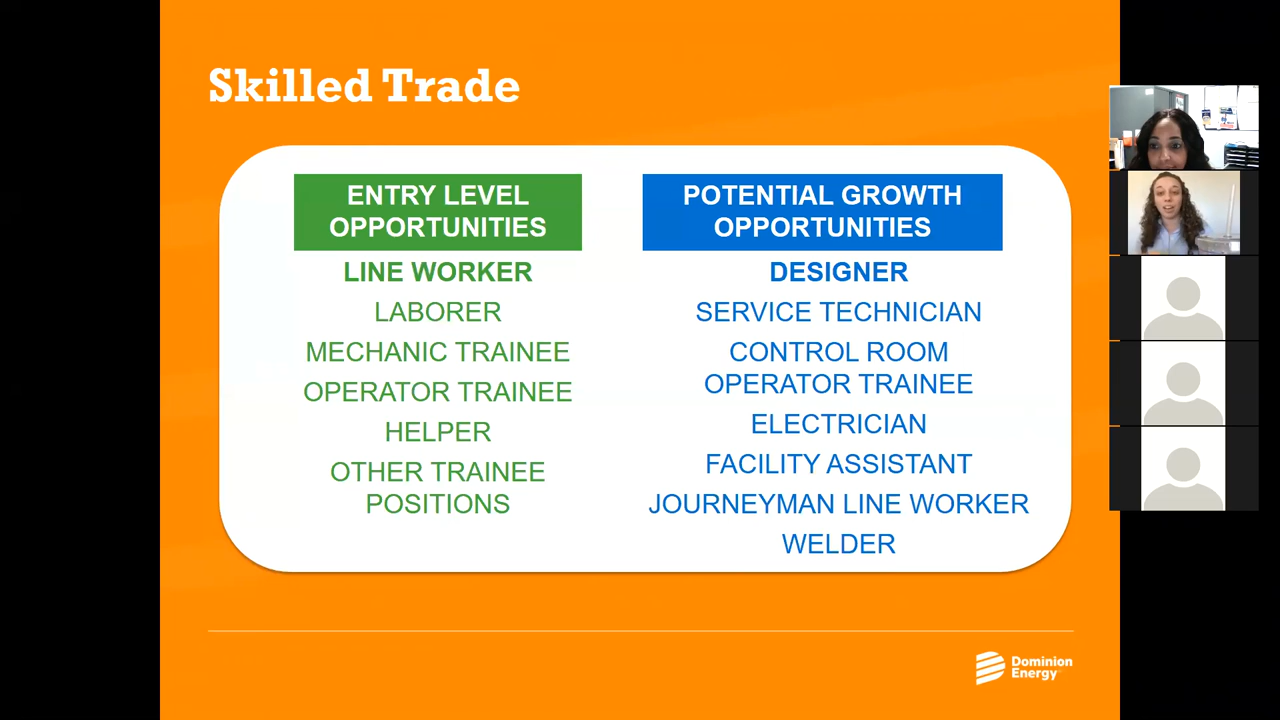 Skilled Trade
ENTRY LEVEL
OPPORTUNITIES
LINE WORKER
LABORER
MECHANIC TRAINEE
OPERATOR TRAINEE
HELPER
OTHER TRAINEE
POSITIONS
POTENTIAL GROWTH
OPPORTUNITIES
DESIGNER
SERVICE TECHNICIAN
CONTROL ROOM
OPERATOR TRAINEE
ELECTRICIAN
FACILITY ASSISTANT
JOURNEYMAN LINE WORKER
WELDER
Dominion
Energy